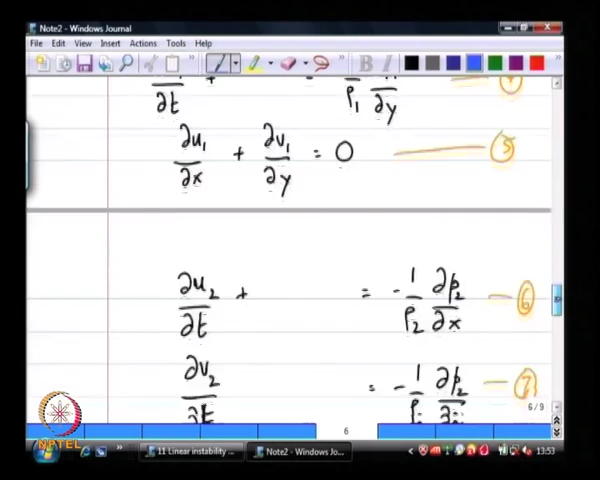 Note2 - Windows Journal
File Edit View Insert Actions Tools Help
B I
∂t + ρ₁ ∂y
∂u₁/∂x + ∂v₁/∂y = 0 ——— ⑤
∂u₂/∂t + = -1/ρ₂ ∂p₂/∂x — ⑥
∂v₂/∂t = -1/ρ ∂p₂/∂ — ⑦
6/9
6
NPTEL
11 Linear instability ...
Note2 - Windows Jo...
13:53